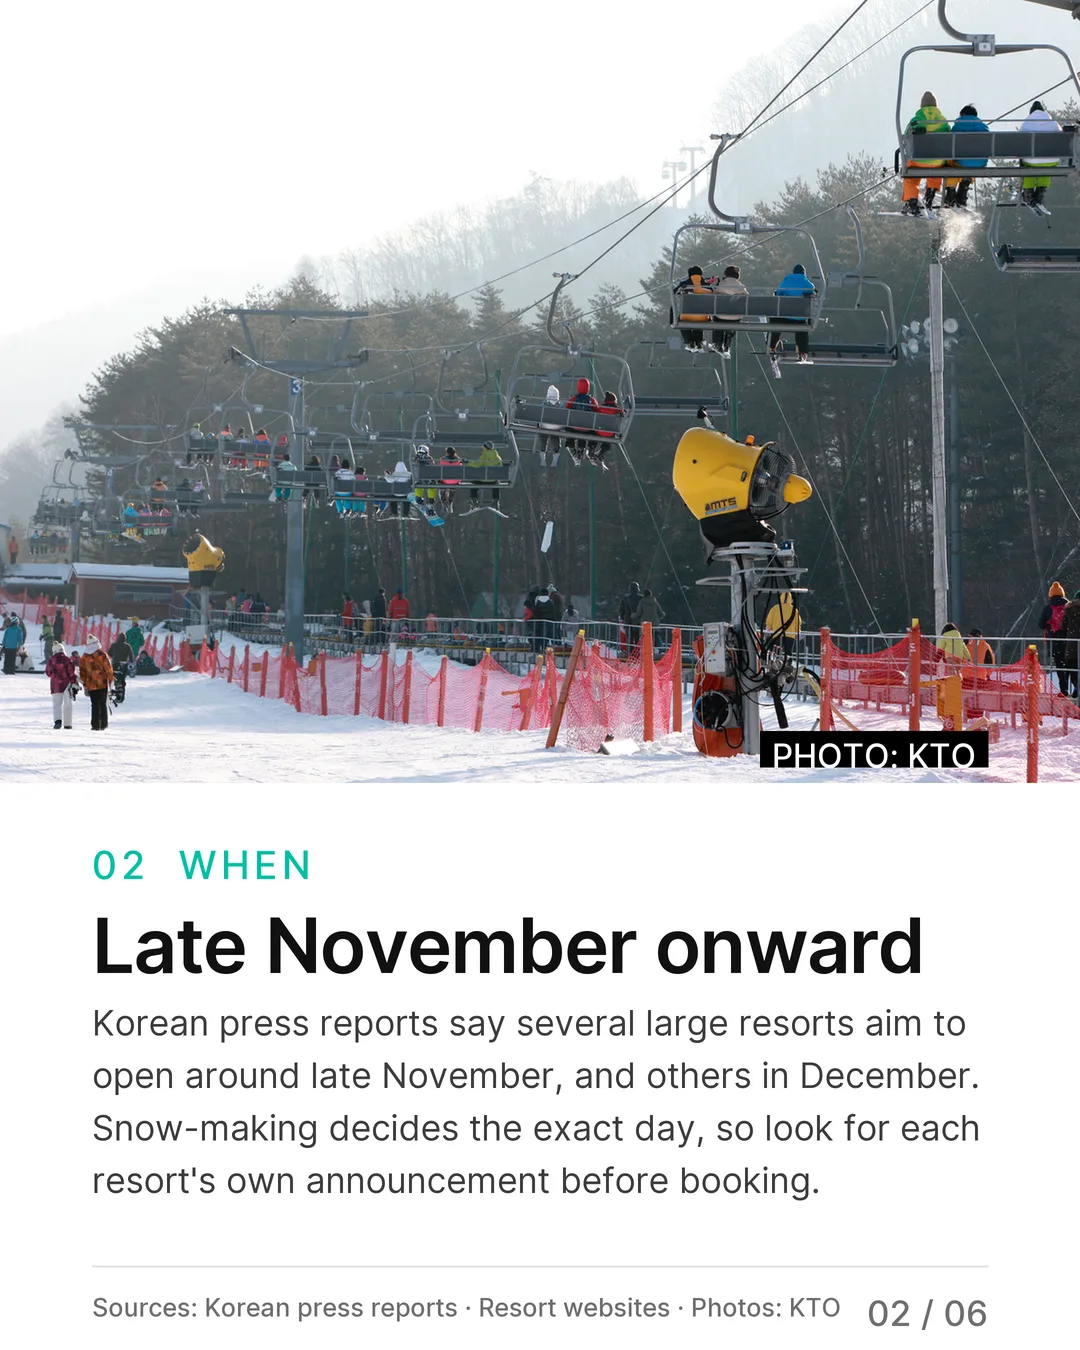 3
MTS
PHOTO: KTO
02 WHEN
Late November onward
Korean press reports say several large resorts aim to
open around late November, and others in December.
Snow-making decides the exact day, so look for each
resort's own announcement before booking.
Sources: Korean press reports · Resort websites · Photos: KTO
02 / 06